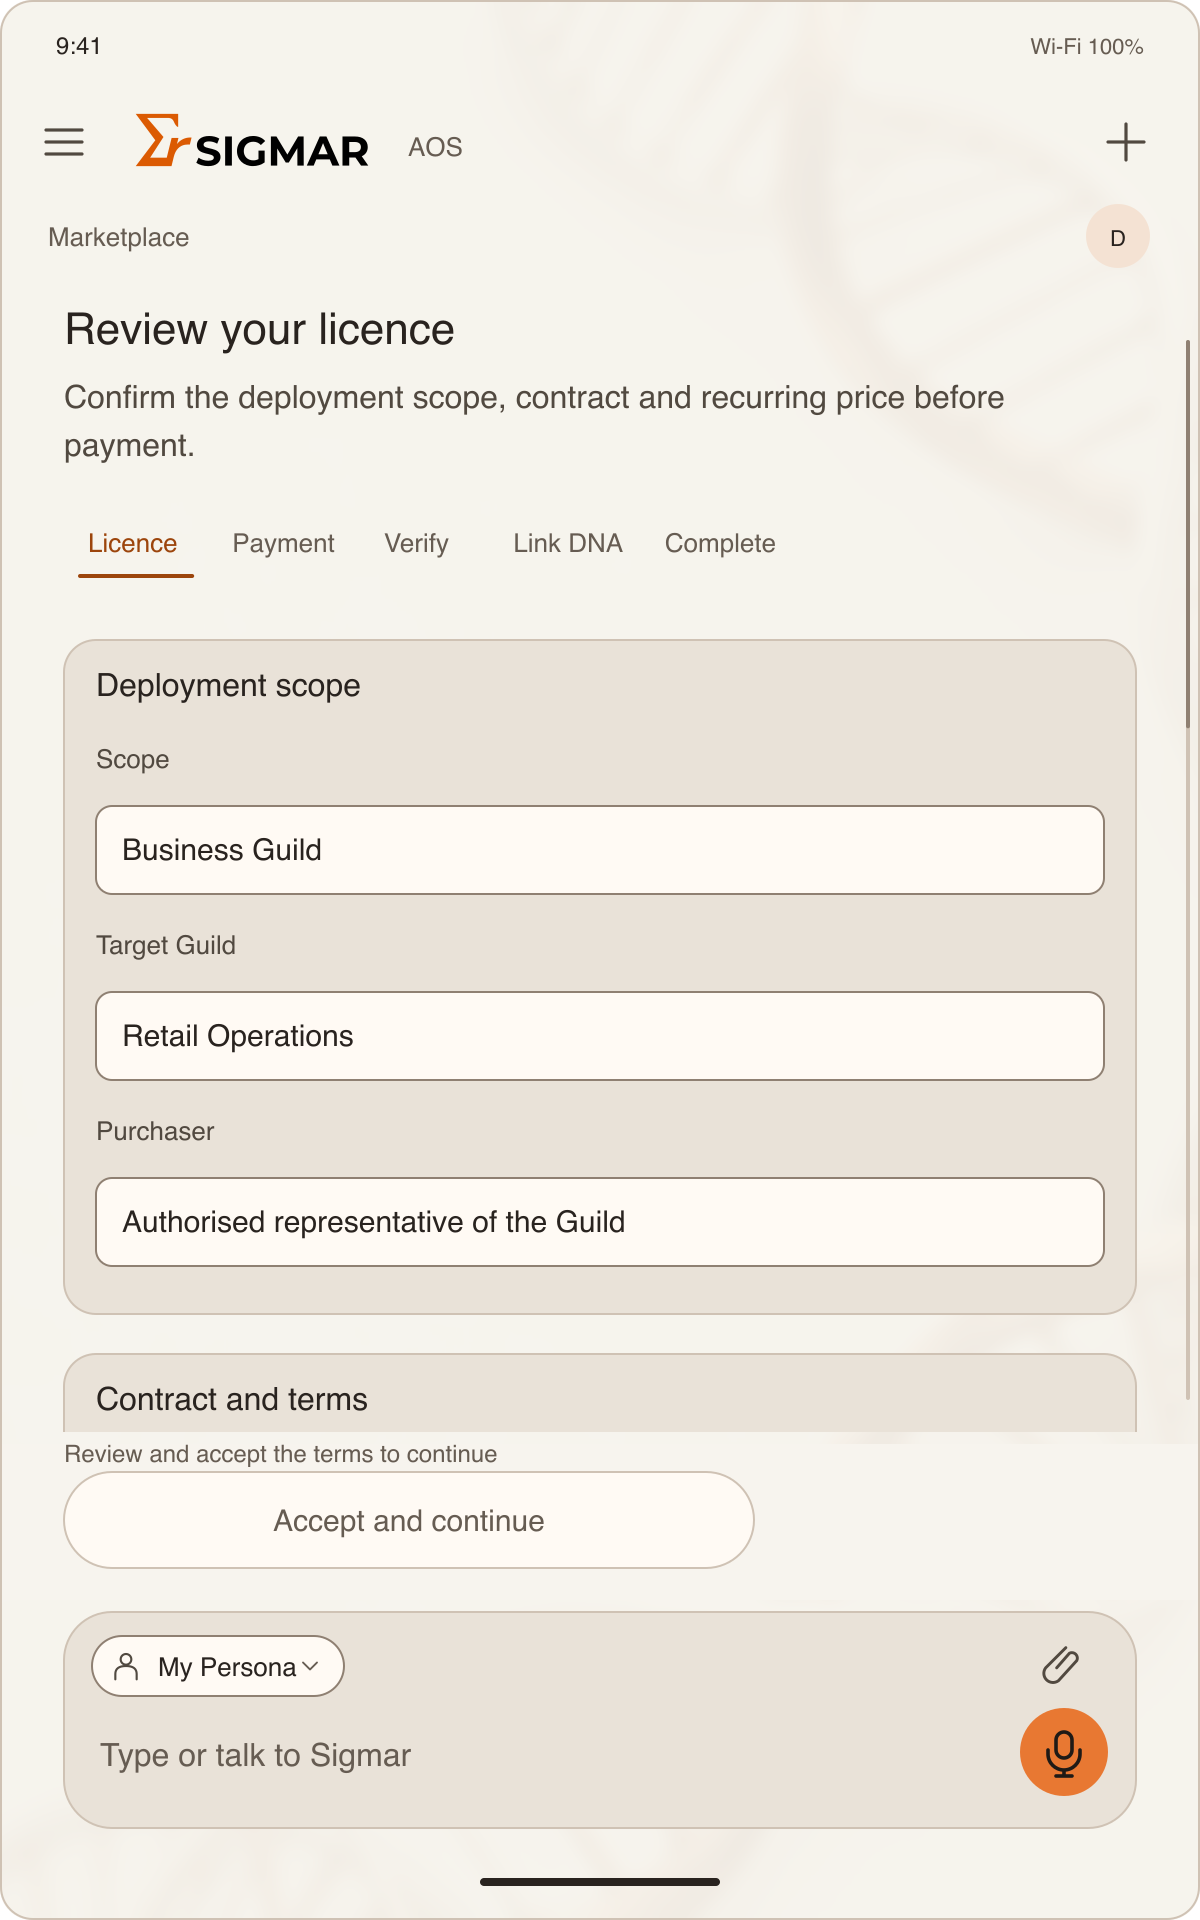 9:41
Wi-Fi 100%
Σr SIGMAR AOS
Marketplace
D
Review your licence
Confirm the deployment scope, contract and recurring price before
payment.
Licence Payment Verify Link DNA Complete
Deployment scope
Scope
Business Guild
Target Guild
Retail Operations
Purchaser
Authorised representative of the Guild
Contract and terms
Review and accept the terms to continue
Accept and continue
My Persona
Type or talk to Sigmar